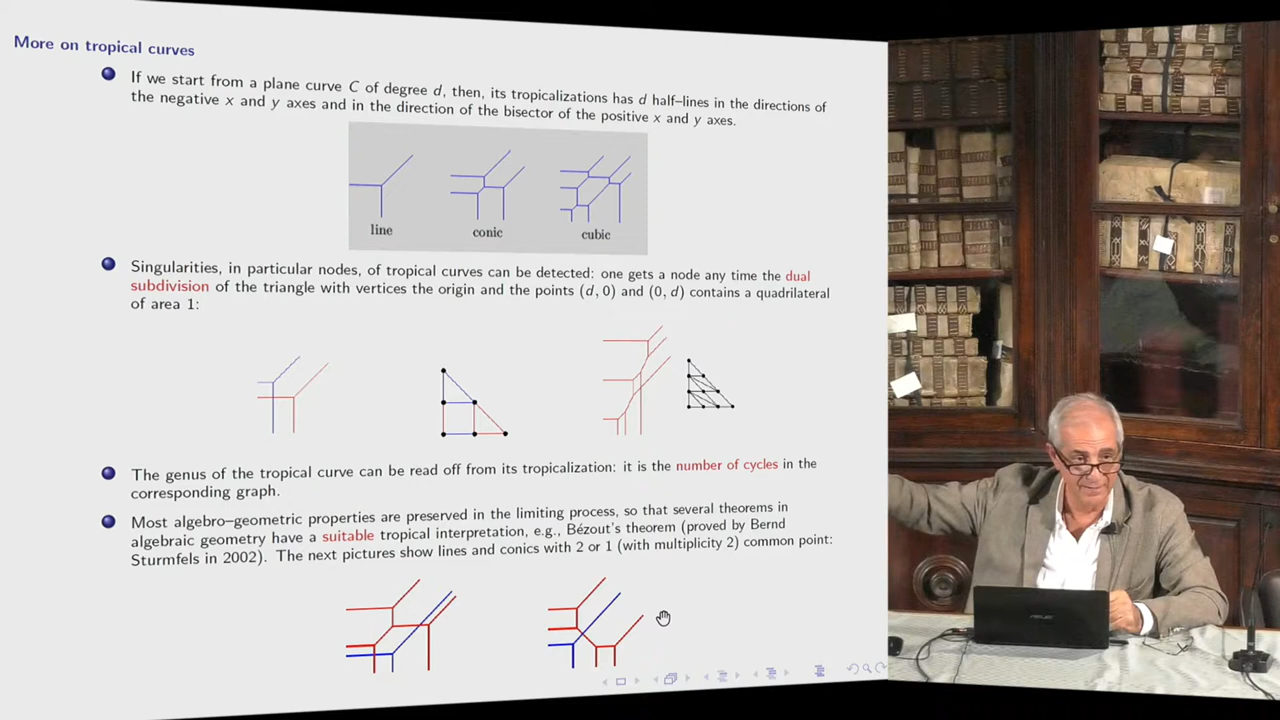 More on tropical curves
If we start from a plane curve C of degree d, then, its tropicalizations has d half–lines in the directions of
the negative x and y axes and in the direction of the bisector of the positive x and y axes.
line conic cubic
Singularities, in particular nodes, of tropical curves can be detected: one gets a node any time the dual
subdivision of the triangle with vertices the origin and the points (d, 0) and (0, d) contains a quadrilateral
of area 1:
The genus of the tropical curve can be read off from its tropicalization: it is the number of cycles in the
corresponding graph.
Most algebro–geometric properties are preserved in the limiting process, so that several theorems in
algebraic geometry have a suitable tropical interpretation, e.g., Bézout's theorem (proved by Bernd
Sturmfels in 2002). The next pictures show lines and conics with 2 or 1 (with multiplicity 2) common point:
ASUS